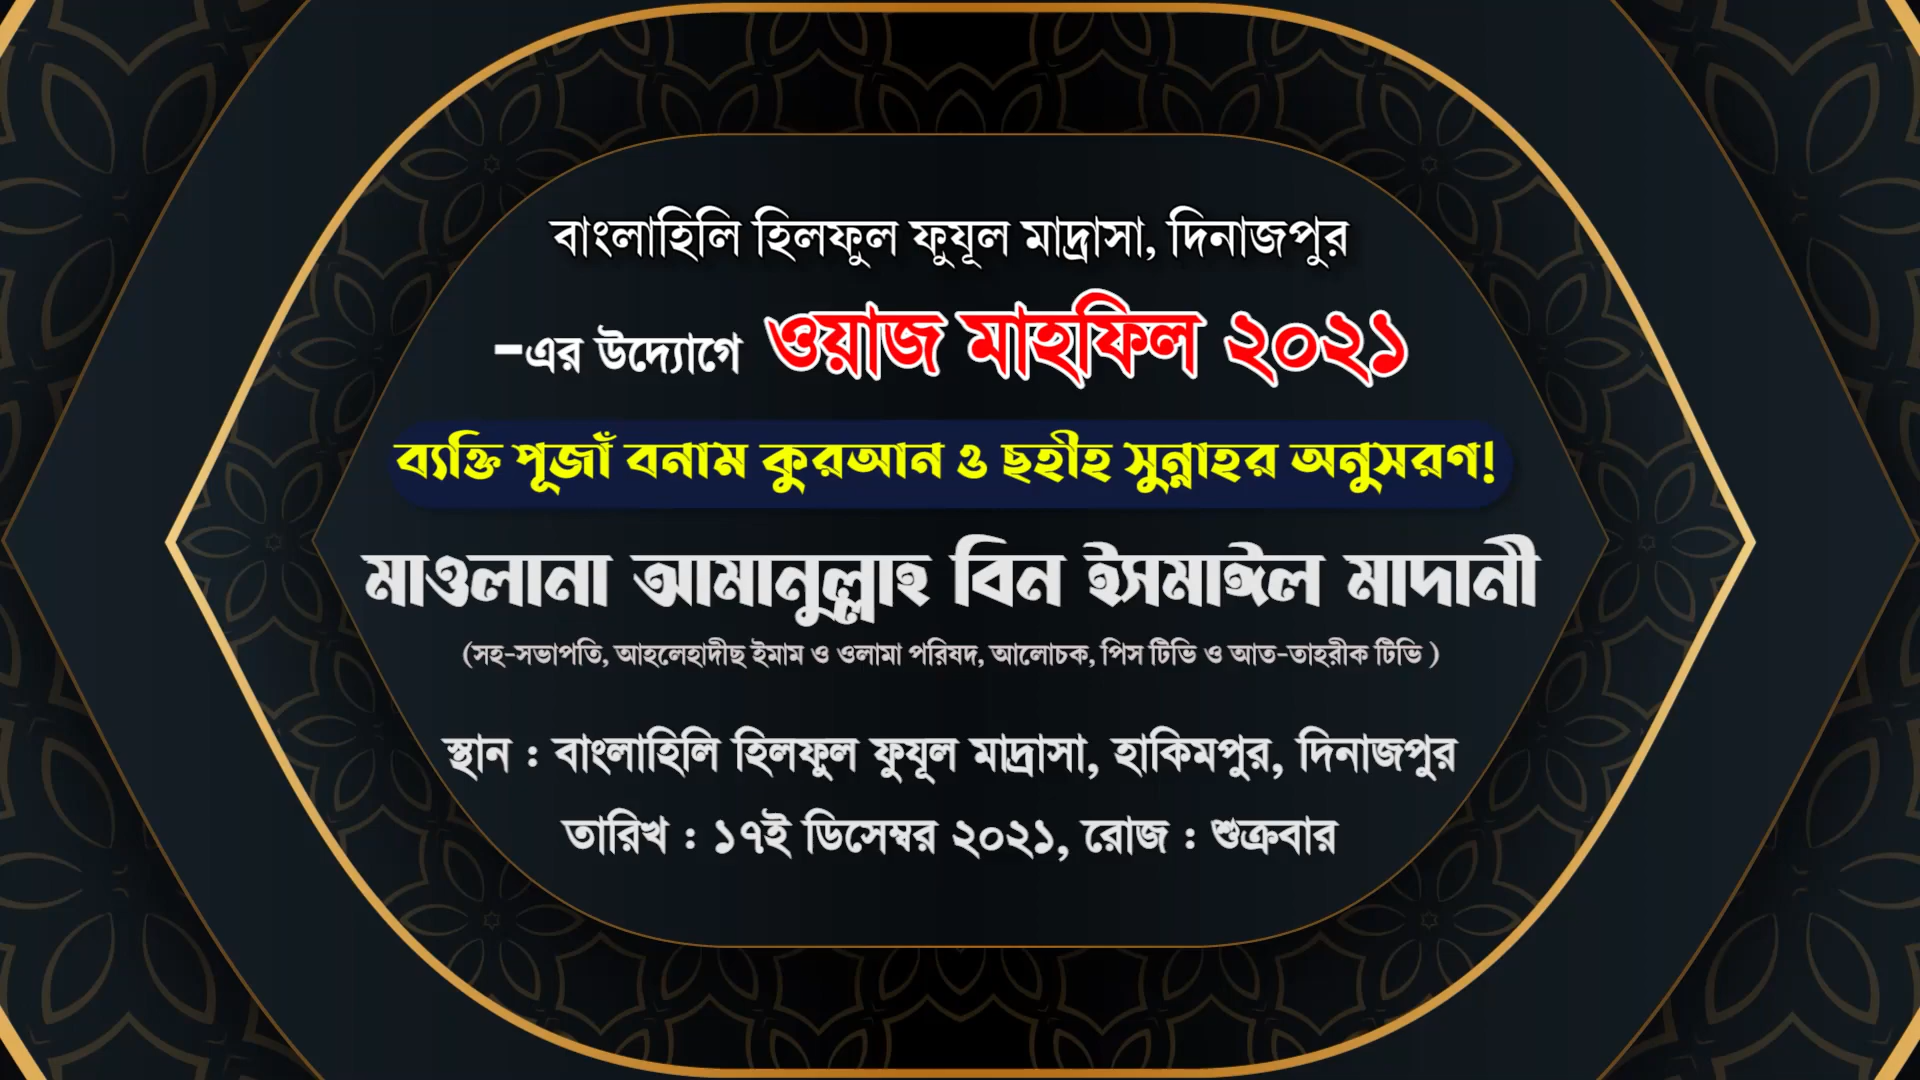 বাংলাহিলি হিলফুল ফুযূল মাদ্রাসা, দিনাজপুর
-এর উদ্যোগে ওয়াজ মাহফিল ২০২১
ব্যক্তি পূজাঁ বনাম কুরআন ও ছহীহ সুন্নাহর অনুসরণ!
মাওলানা আমানুল্লাহ বিন ইসমাঈল মাদানী
(সহ-সভাপতি, আহলেহাদীছ ইমাম ও ওলামা পরিষদ, আলোচক, পিস টিভি ও আত-তাহরীক টিভি )
স্থান : বাংলাহিলি হিলফুল ফুযূল মাদ্রাসা, হাকিমপুর, দিনাজপুর
তারিখ : ১৭ই ডিসেম্বর ২০২১, রোজ : শুক্রবার